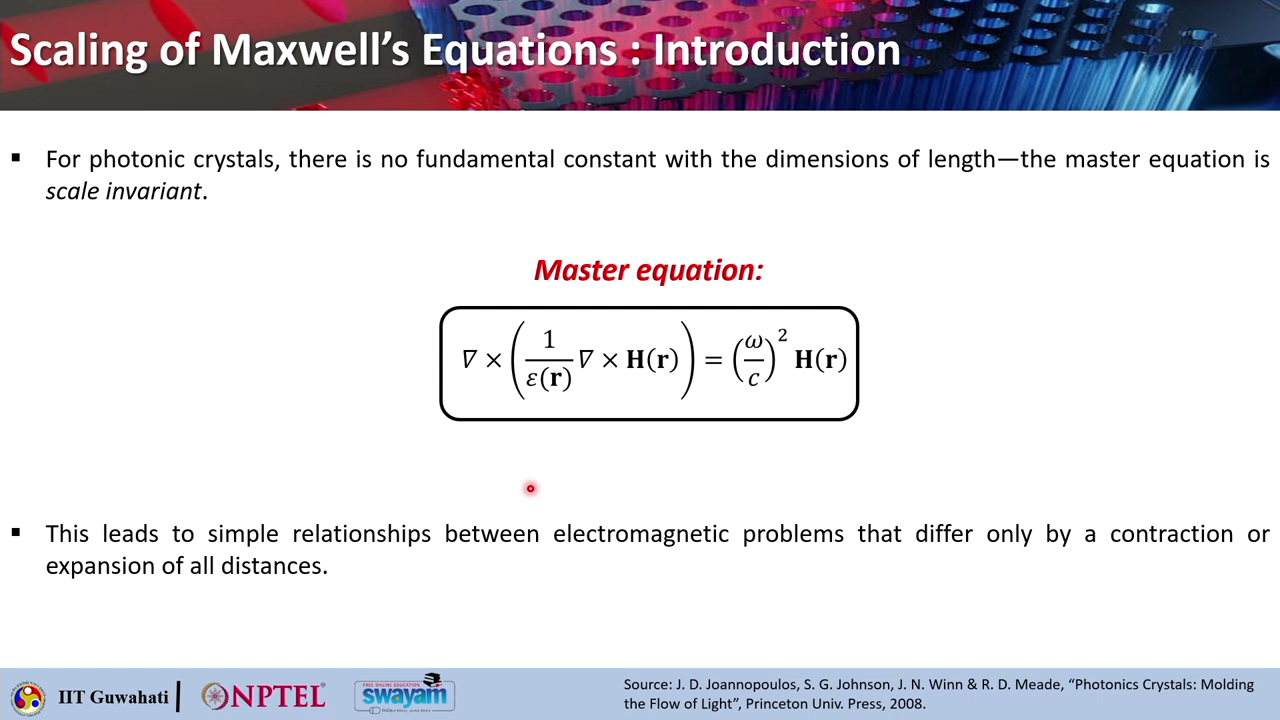 Scaling of Maxwell's Equations : Introduction
▪ For photonic crystals, there is no fundamental constant with the dimensions of length—the master equation is
scale invariant.
Master equation:
∇ × (1/ε(r) ∇ × H(r)) = (ω/c)² H(r)
▪ This leads to simple relationships between electromagnetic problems that differ only by a contraction or
expansion of all distances.
IIT Guwahati
NPTEL
FREE ONLINE EDUCATION
swayam
Source: J. D. Joannopoulos, S. G. Johnson, J. N. Winn & R. D. Meade, “Photonics Crystals: Molding
the Flow of Light”, Princeton Univ. Press, 2008.